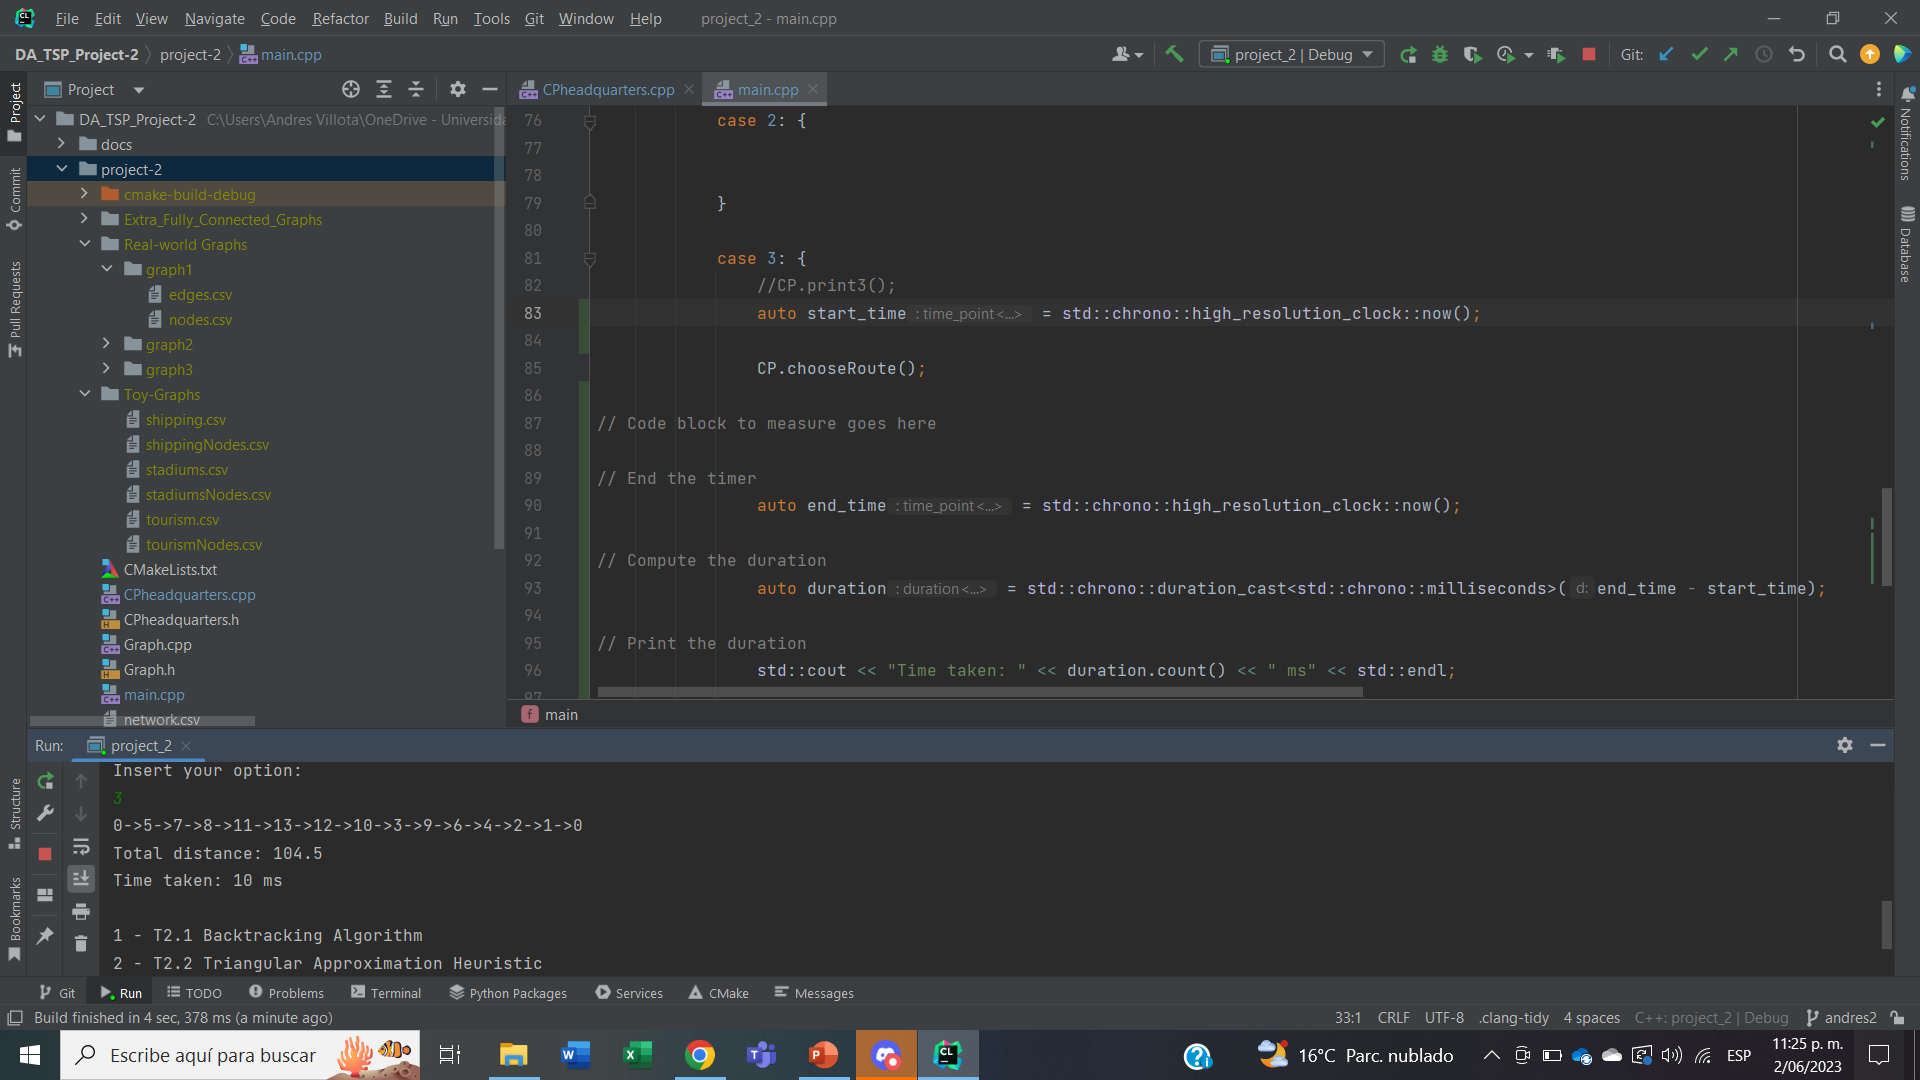 File Edit View Navigate Code Refactor Build Run Tools Git Window Help project_2 - main.cpp
DA_TSP_Project-2 project-2 main.cpp project_2 | Debug Git:
Project
CPheadquarters.cpp main.cpp
DA_TSP_Project-2 C:\Users\Andres Villota\OneDrive - Universida
docs
project-2
cmake-build-debug
Extra_Fully_Connected_Graphs
Real-world Graphs
graph1
edges.csv
nodes.csv
graph2
graph3
Toy-Graphs
shipping.csv
shippingNodes.csv
stadiums.csv
stadiumsNodes.csv
tourism.csv
tourismNodes.csv
CMakeLists.txt
CPheadquarters.cpp
CPheadquarters.h
Graph.cpp
Graph.h
main.cpp
network.csv
Project
Commit
Pull Requests
Structure
Bookmarks
Notifications
Database
76 case 2: {
77
78
79 }
80
81 case 3: {
82 //CP.print3();
83 auto start_time : time_point<...> = std::chrono::high_resolution_clock::now();
84
85 CP.chooseRoute();
86
87 // Code block to measure goes here
88
89 // End the timer
90 auto end_time : time_point<...> = std::chrono::high_resolution_clock::now();
91
92 // Compute the duration
93 auto duration : duration<...> = std::chrono::duration_cast<std::chrono::milliseconds>( d: end_time - start_time);
94
95 // Print the duration
96 std::cout << "Time taken: " << duration.count() << " ms" << std::endl;
97
f main
Run: project_2
Insert your option:
3
0->5->7->8->11->13->12->10->3->9->6->4->2->1->0
Total distance: 104.5
Time taken: 10 ms
1 - T2.1 Backtracking Algorithm
2 - T2.2 Triangular Approximation Heuristic
Git Run TODO Problems Terminal Python Packages Services CMake Messages
Build finished in 4 sec, 378 ms (a minute ago) 33:1 CRLF UTF-8 .clang-tidy 4 spaces C++: project_2 | Debug andres2
Escribe aquí para buscar 16°C Parc. nublado ESP 11:25 p. m.
2/06/2023